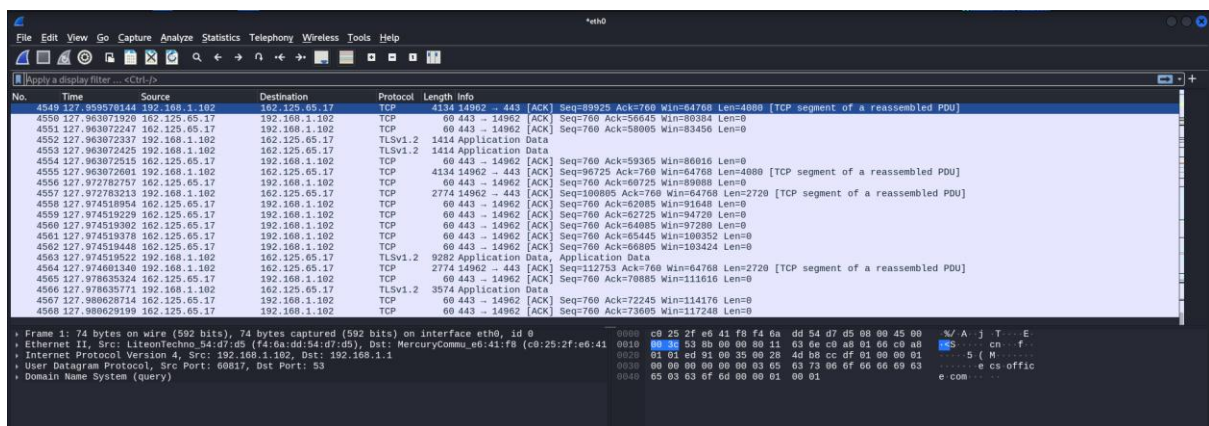 *eth0
File Edit View Go Capture Analyze Statistics Telephony Wireless Tools Help
Apply a display filter ... <Ctrl-/>
No. Time Source Destination Protocol Length Info
4549 127.959570144 192.168.1.102 162.125.65.17 TCP 4134 14962 → 443 [ACK] Seq=89925 Ack=760 Win=64768 Len=4080 [TCP segment of a reassembled PDU]
4550 127.963071920 162.125.65.17 192.168.1.102 TCP 60 443 → 14962 [ACK] Seq=760 Ack=56645 Win=80384 Len=0
4551 127.963072247 162.125.65.17 192.168.1.102 TCP 60 443 → 14962 [ACK] Seq=760 Ack=58005 Win=83456 Len=0
4552 127.963072337 192.168.1.102 162.125.65.17 TLSv1.2 1414 Application Data
4553 127.963072425 192.168.1.102 162.125.65.17 TLSv1.2 1414 Application Data
4554 127.963072515 162.125.65.17 192.168.1.102 TCP 60 443 → 14962 [ACK] Seq=760 Ack=59365 Win=86016 Len=0
4555 127.963072601 192.168.1.102 162.125.65.17 TCP 4134 14962 → 443 [ACK] Seq=96725 Ack=760 Win=64768 Len=4080 [TCP segment of a reassembled PDU]
4556 127.972782757 162.125.65.17 192.168.1.102 TCP 60 443 → 14962 [ACK] Seq=760 Ack=60725 Win=89088 Len=0
4557 127.972783213 192.168.1.102 162.125.65.17 TCP 2774 14962 → 443 [ACK] Seq=100805 Ack=760 Win=64768 Len=2720 [TCP segment of a reassembled PDU]
4558 127.974518954 162.125.65.17 192.168.1.102 TCP 60 443 → 14962 [ACK] Seq=760 Ack=62085 Win=91648 Len=0
4559 127.974519229 162.125.65.17 192.168.1.102 TCP 60 443 → 14962 [ACK] Seq=760 Ack=62725 Win=94720 Len=0
4560 127.974519302 162.125.65.17 192.168.1.102 TCP 60 443 → 14962 [ACK] Seq=760 Ack=64085 Win=97280 Len=0
4561 127.974519378 162.125.65.17 192.168.1.102 TCP 60 443 → 14962 [ACK] Seq=760 Ack=65445 Win=100352 Len=0
4562 127.974519448 162.125.65.17 192.168.1.102 TCP 60 443 → 14962 [ACK] Seq=760 Ack=66805 Win=103424 Len=0
4563 127.974519522 192.168.1.102 162.125.65.17 TLSv1.2 9282 Application Data, Application Data
4564 127.974601340 192.168.1.102 162.125.65.17 TCP 2774 14962 → 443 [ACK] Seq=112753 Ack=760 Win=64768 Len=2720 [TCP segment of a reassembled PDU]
4565 127.978635324 162.125.65.17 192.168.1.102 TCP 60 443 → 14962 [ACK] Seq=760 Ack=70885 Win=111616 Len=0
4566 127.978635771 192.168.1.102 162.125.65.17 TLSv1.2 3574 Application Data
4567 127.980628714 162.125.65.17 192.168.1.102 TCP 60 443 → 14962 [ACK] Seq=760 Ack=72245 Win=114176 Len=0
4568 127.980629199 162.125.65.17 192.168.1.102 TCP 60 443 → 14962 [ACK] Seq=760 Ack=73605 Win=117248 Len=0
Frame 1: 74 bytes on wire (592 bits), 74 bytes captured (592 bits) on interface eth0, id 0
Ethernet II, Src: LiteonTechno_54:d7:d5 (f4:6a:dd:54:d7:d5), Dst: MercuryCommu_e6:41:f8 (c0:25:2f:e6:41
Internet Protocol Version 4, Src: 192.168.1.102, Dst: 192.168.1.1
User Datagram Protocol, Src Port: 60817, Dst Port: 53
Domain Name System (query)
0000 c0 25 2f e6 41 f8 f4 6a dd 54 d7 d5 08 00 45 00 ·%/·A··j ·T····E·
0010 00 3c 53 8b 00 00 80 11 63 6e c0 a8 01 66 c0 a8 ·<S····· cn···f··
0020 01 01 ed 91 00 35 00 28 4d b8 cc df 01 00 00 01 ·····5·( M·······
0030 00 00 00 00 00 00 03 65 63 73 06 6f 66 66 69 63 ·······e cs·offic
0040 65 03 63 6f 6d 00 00 01 00 01 e·com··· ··